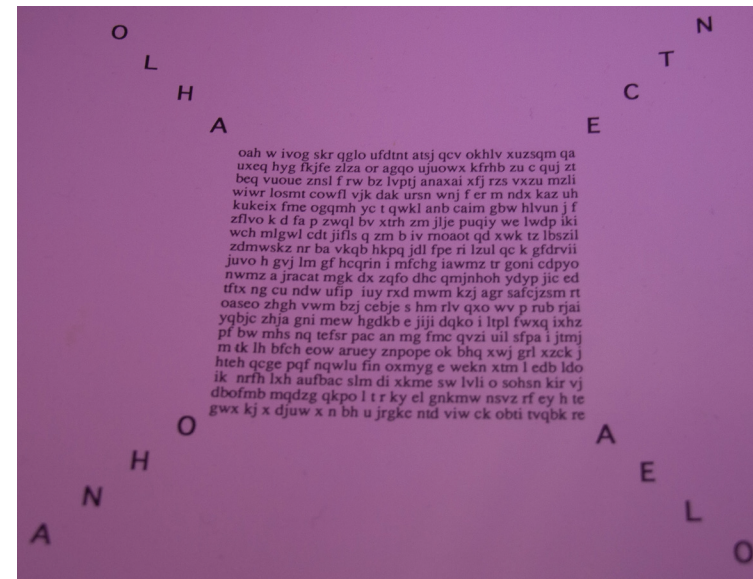 O N
L T
H C
A E
oah w ivog skr qglo ufdtnt atsj qcv okhlv xuzsqm qa
uxeq hyg fkjfe zlza or agqo ujuowx kfrhb zu c quj zt
beq vuoue znsl f rw bz lvptj anaxai xfj rzs vxzu mzli
wiwr losmt cowfl vjk dak ursn wnj f er m ndx kaz uh
kukeix fme ogqmh yc t qwkl anb caim gbw hlvun j f
zflvo k d fa p zwql bv xtrh zm jlje puqiy we lwdp iki
wch mlgwl cdt jifls q zm b iv moaot qd xwk tz lbszil
zdmwskz nr ba vkqb hkpq jdl fpe ri lzul qc k gfdrvii
juvo h gvj lm gf hcqrin i mfchg iawmz tr goni cdpyo
nwmz a jracat mgk dx zqfo dhc qmjnhoh ydyp jic ed
tftx ng cu ndw ufip iuy rxd mwm kzj agr safcjzsm rt
oaseo zhgh vwm bzj cebje s hm rlv qxo wv p rub rjai
yqbjc zhja gni mew hgdkb e jiji dqko i ltpl fwxq ixhz
pf bw mhs nq tefsr pac an mg fmc qvzi uil sfpa i jtmj
m tk lh bfch eow aruey znpope ok bhq xwj grl xzck j
hteh qcge pqf nqwlu fin oxmyg e wekn xtm l edb ldo
ik nrfh lxh aufbac slm di xkme sw lvli o sohsn kir vj
dbofmb mqdzg qkpo l t r ky el gnkmw nsvz rf ey h te
gwx kj x djuw x n bh u jrgkc ntd viw ck obti tvqbk re
O A
H E
N L
A O